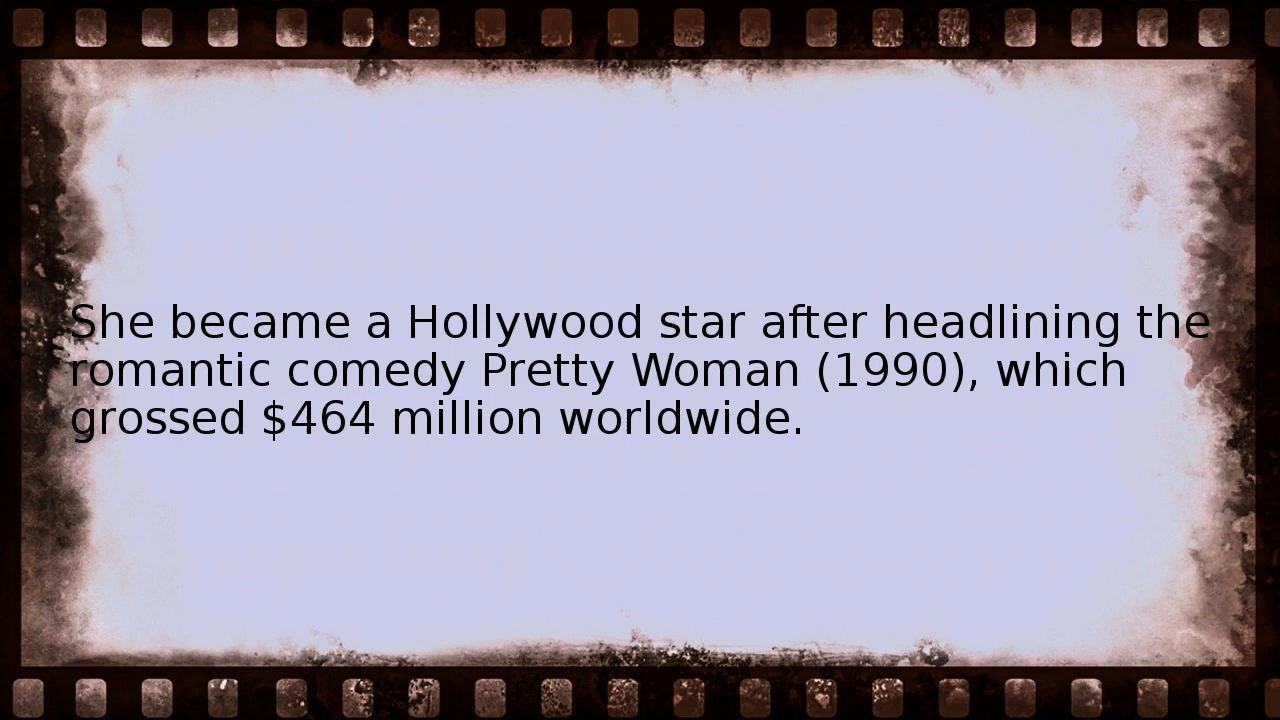 She became a Hollywood star after headlining the
romantic comedy Pretty Woman (1990), which
grossed $464 million worldwide.